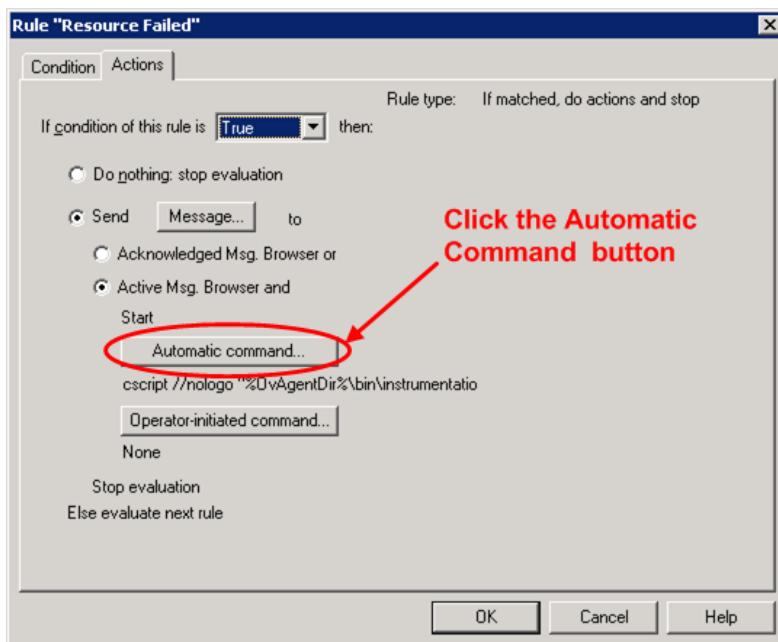 Rule "Resource Failed"
Condition
Actions
Rule type: If matched, do actions and stop
If condition of this rule is True then:
Do nothing: stop evaluation
Send Message... to
Click the Automatic
Command button
Acknowledged Msg. Browser or
Active Msg. Browser and
Start
Automatic command...
cscript //nologo "%OvAgentDir%\bin\instrumentatio
Operator-initiated command...
None
Stop evaluation
Else evaluate next rule
OK
Cancel
Help